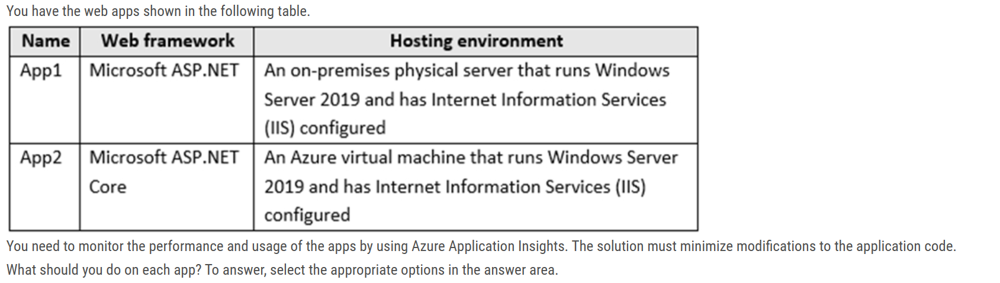 You have the web apps shown in the following table.
Name Web framework Hosting environment
App1 Microsoft ASP.NET An on-premises physical server that runs Windows
Server 2019 and has Internet Information Services
(IIS) configured
App2 Microsoft ASP.NET An Azure virtual machine that runs Windows Server
Core 2019 and has Internet Information Services (IIS)
configured
You need to monitor the performance and usage of the apps by using Azure Application Insights. The solution must minimize modifications to the application code.
What should you do on each app? To answer, select the appropriate options in the answer area.